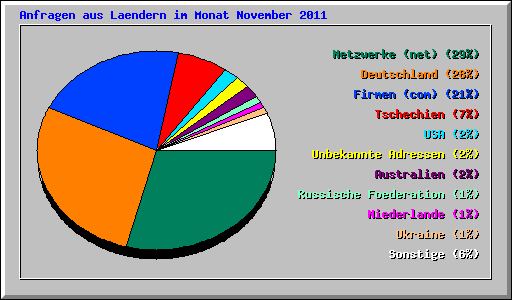 Anfragen aus Laendern im Monat November 2011
Netzwerke (net) (29%)
Deutschland (26%)
Firmen (com) (21%)
Tschechien (7%)
USA (2%)
Unbekannte Adressen (2%)
Australien (2%)
Russische Foederation (1%)
Niederlande (1%)
Ukraine (1%)
Sonstige (6%)